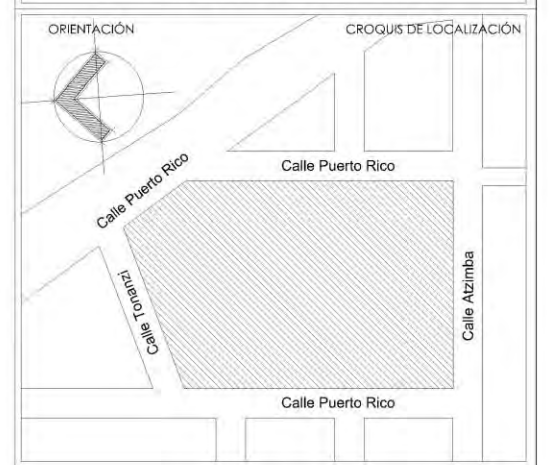 ORIENTACIÓN
CROQUIS DE LOCALIZACIÓN
Calle Puerto Rico
Calle Puerto Rico
Calle Tonanzi
Calle Atzimba
Calle Puerto Rico